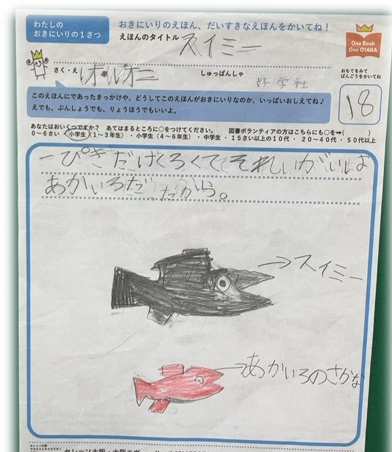 わたしの
おきにいりの1さつ
おきにいりのえほん、だいすきなえほんをかいてね!
えほんのタイトル スイミー
One Book
One OSAKA
さく・え レオ・レオニ しゅっぱんしゃ 好学社
おもてをみて
ばんごうをかいてね
このえほんにであったきっかけや、どうしてこのえほんがおきにいりなのか、いっぱいおしえてね♪
えでも、ぶんしょうでも、りょうほうでもいいよ。
18
あなたはおいくつですか? あてはまるところに○をつけてください。 図書ボランティアの方はこちらにも○を➡( )
0~5さい・小学生(1~3年生)・小学生(4~6年生)・中学生・15さい以上の10代・20~40代・50代以上
一ぴきだけくろくてそれいがいは
あかいろだ、だから。
スイミー
あかいろのさかな